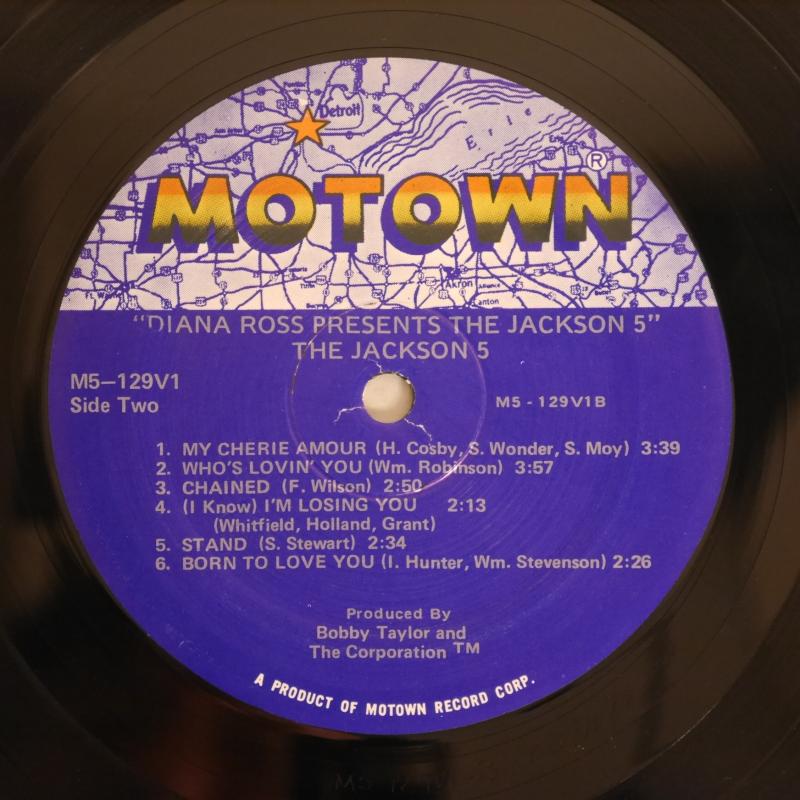 Detroit
Erie
Erie
MOTOWN®
Akron
"DIANA ROSS PRESENTS THE JACKSON 5"
THE JACKSON 5
M5–129V1
Side Two
M5 - 129V1B
1. MY CHERIE AMOUR (H. Cosby, S. Wonder, S. Moy) 3:39
2. WHO'S LOVIN' YOU (Wm. Robinson) 3:57
3. CHAINED (F. Wilson) 2:50
4. (I Know) I'M LOSING YOU 2:13
(Whitfield, Holland, Grant)
5. STAND (S. Stewart) 2:34
6. BORN TO LOVE YOU (I. Hunter, Wm. Stevenson) 2:26
Produced By
Bobby Taylor and
The Corporation TM
A PRODUCT OF MOTOWN RECORD CORP.